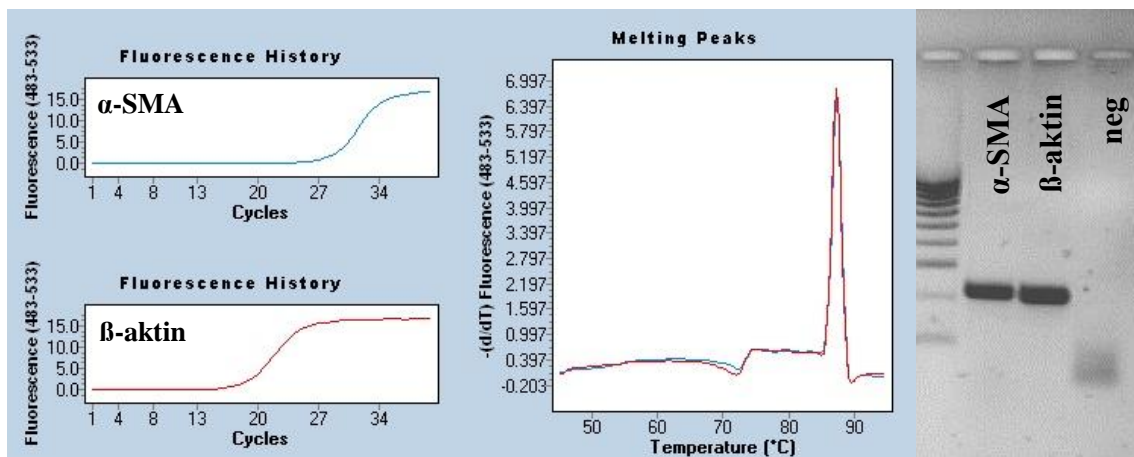 Fluorescence History
Fluorescence (483-533)
α-SMA
15.0
10.0
5.0
0.0
1 4 8 13 20 27 34
Cycles
Fluorescence History
Fluorescence (483-533)
ß-aktin
15.0
10.0
5.0
0.0
1 4 8 13 20 27 34
Cycles
Melting Peaks
-(d/dT) Fluorescence (483-533)
6.997
6.397
5.797
5.197
4.597
3.997
3.397
2.797
2.197
1.597
0.997
0.397
-0.203
50 60 70 80 90
Temperature (°C)
α-SMA
ß-aktin
neg